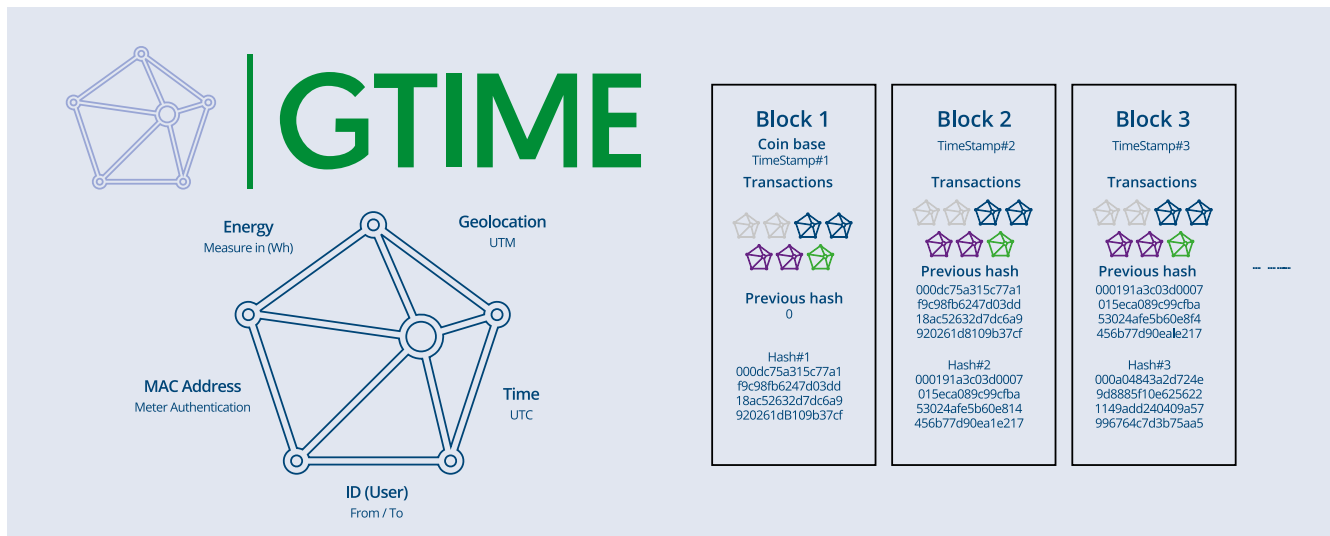 GTIME
Energy
Measure in (Wh)
Geolocation
UTM
MAC Address
Meter Authentication
Time
UTC
ID (User)
From / To
Block 1
Coin base
TimeStamp#1
Transactions
Previous hash
0
Hash#1
000dc75a315c77a1
f9c98fb6247d03dd
18ac52632d7dc6a9
920261dB109b37cf
Block 2
TimeStamp#2
Transactions
Previous hash
000dc75a315c77a1
f9c98fb6247d03dd
18ac52632d7dc6a9
920261d8109b37cf
Hash#2
000191a3c03d0007
015eca089c99cfba
53024afe5b60e814
456b77d90ea1e217
Block 3
TimeStamp#3
Transactions
Previous hash
000191a3c03d0007
015eca089c99cfba
53024afe5b60e8f4
456b77d90eale217
Hash#3
000a04843a2d724e
9d8885f10e625622
1149add240409a57
996764c7d3b75aa5